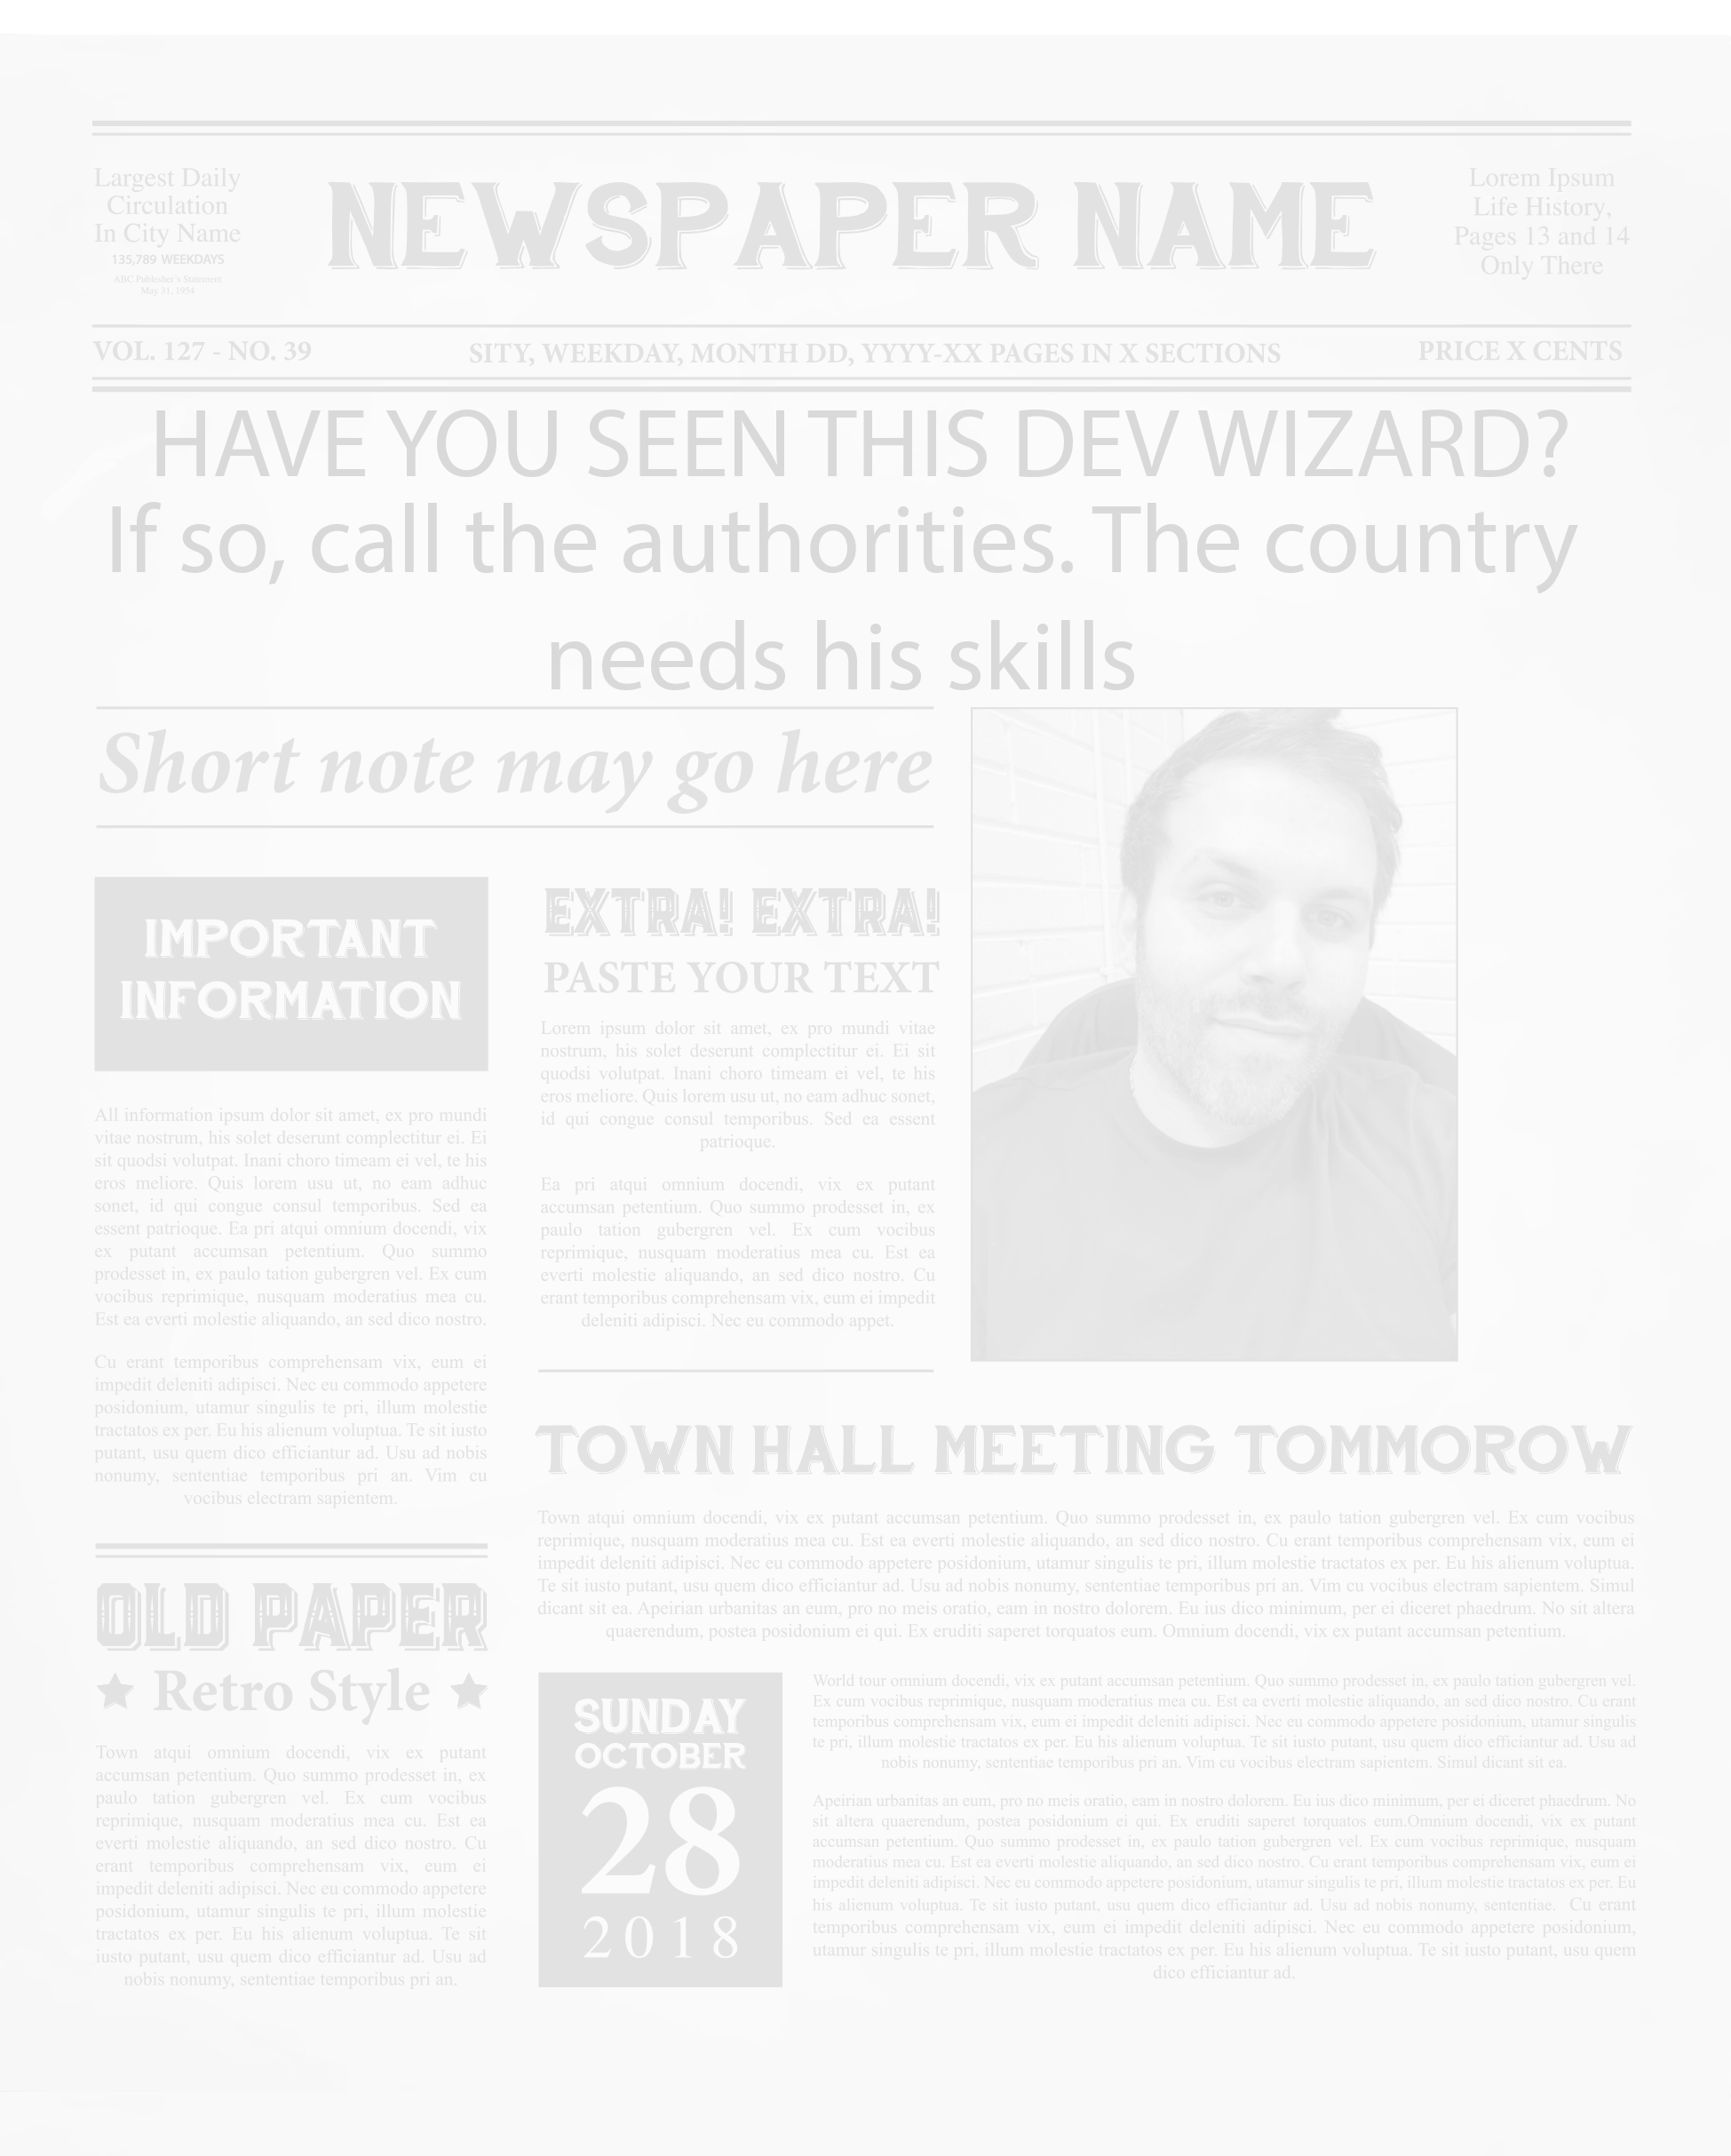 Largest Daily
Circulation
In City Name
135,789 WEEKDAYS
ABC Publisher's Statement
May 31, 1954
NEWSPAPER NAME
Lorem Ipsum
Life History,
Pages 13 and 14
Only There
VOL. 127 - NO. 39
SITY, WEEKDAY, MONTH DD, YYYY-XX PAGES IN X SECTIONS
PRICE X CENTS
HAVE YOU SEEN THIS DEV WIZARD?
If so, call the authorities. The country
needs his skills
Short note may go here
IMPORTANT
INFORMATION
All information ipsum dolor sit amet, ex pro mundi
vitae nostrum, his solet deserunt complectitur ei. Ei
sit quodsi volutpat. Inani choro timeam ei vel, te his
eros meliore. Quis lorem usu ut, no eam adhuc
sonet, id qui congue consul temporibus. Sed ea
essent patrioque. Ea pri atqui omnium docendi, vix
ex putant accumsan petentium. Quo summo
prodesset in, ex paulo tation gubergren vel. Ex cum
vocibus reprimique, nusquam moderatius mea cu.
Est ea everti molestie aliquando, an sed dico nostro.
Cu erant temporibus comprehensam vix, eum ei
impedit deleniti adipisci. Nec eu commodo appetere
posidonium, utamur singulis te pri, illum molestie
tractatos ex per. Eu his alienum voluptua. Te sit iusto
putant, usu quem dico efficiantur ad. Usu ad nobis
nonumy, sententiae temporibus pri an. Vim cu
vocibus electram sapientem.
OLD PAPER
Retro Style
Town atqui omnium docendi, vix ex putant
accumsan petentium. Quo summo prodesset in, ex
paulo tation gubergren vel. Ex cum vocibus
reprimique, nusquam moderatius mea cu. Est ea
everti molestie aliquando, an sed dico nostro. Cu
erant temporibus comprehensam vix, eum ei
impedit deleniti adipisci. Nec eu commodo appetere
posidonium, utamur singulis te pri, illum molestie
tractatos ex per. Eu his alienum voluptua. Te sit
iusto putant, usu quem dico efficiantur ad. Usu ad
nobis nonumy, sententiae temporibus pri an.
EXTRA! EXTRA!
PASTE YOUR TEXT
Lorem ipsum dolor sit amet, ex pro mundi vitae
nostrum, his solet deserunt complectitur ei. Ei sit
quodsi volutpat. Inani choro timeam ei vel, te his
eros meliore. Quis lorem usu ut, no eam adhuc sonet,
id qui congue consul temporibus. Sed ea essent
patrioque.
Ea pri atqui omnium docendi, vix ex putant
accumsan petentium. Quo summo prodesset in, ex
paulo tation gubergren vel. Ex cum vocibus
reprimique, nusquam moderatius mea cu. Est ea
everti molestie aliquando, an sed dico nostro. Cu
erant temporibus comprehensam vix, eum ei impedit
deleniti adipisci. Nec eu commodo appet.
TOWN HALL MEETING TOMMOROW
Town atqui omnium docendi, vix ex putant accumsan petentium. Quo summo prodesset in, ex paulo tation gubergren vel. Ex cum vocibus
reprimique, nusquam moderatius mea cu. Est ea everti molestie aliquando, an sed dico nostro. Cu erant temporibus comprehensam vix, eum ei
impedit deleniti adipisci. Nec eu commodo appetere posidonium, utamur singulis te pri, illum molestie tractatos ex per. Eu his alienum voluptua.
Te sit iusto putant, usu quem dico efficiantur ad. Usu ad nobis nonumy, sententiae temporibus pri an. Vim cu vocibus electram sapientem. Simul
dicant sit ea. Apeirian urbanitas an eum, pro no meis oratio, eam in nostro dolorem. Eu ius dico minimum, per ei diceret phaedrum. No sit altera
quaerendum, postea posidonium ei qui. Ex eruditi saperet torquatos eum. Omnium docendi, vix ex putant accumsan petentium.
SUNDAY
OCTOBER
28
2018
World tour omnium docendi, vix ex putant accumsan petentium. Quo summo prodesset in, ex paulo tation gubergren vel.
Ex cum vocibus reprimique, nusquam moderatius mea cu. Est ea everti molestie aliquando, an sed dico nostro. Cu erant
temporibus comprehensam vix, eum ei impedit deleniti adipisci. Nec eu commodo appetere posidonium, utamur singulis
te pri, illum molestie tractatos ex per. Eu his alienum voluptua. Te sit iusto putant, usu quem dico efficiantur ad. Usu ad
nobis nonumy, sententiae temporibus pri an. Vim cu vocibus electram sapientem. Simul dicant sit ea.
Apeirian urbanitas an eum, pro no meis oratio, eam in nostro dolorem. Eu ius dico minimum, per ei diceret phaedrum. No
sit altera quaerendum, postea posidonium ei qui. Ex eruditi saperet torquatos eum.Omnium docendi, vix ex putant
accumsan petentium. Quo summo prodesset in, ex paulo tation gubergren vel. Ex cum vocibus reprimique, nusquam
moderatius mea cu. Est ea everti molestie aliquando, an sed dico nostro. Cu erant temporibus comprehensam vix, eum ei
impedit deleniti adipisci. Nec eu commodo appetere posidonium, utamur singulis te pri, illum molestie tractatos ex per. Eu
his alienum voluptua. Te sit iusto putant, usu quem dico efficiantur ad. Usu ad nobis nonumy, sententiae. Cu erant
temporibus comprehensam vix, eum ei impedit deleniti adipisci. Nec eu commodo appetere posidonium,
utamur singulis te pri, illum molestie tractatos ex per. Eu his alienum voluptua. Te sit iusto putant, usu quem
dico efficiantur ad.